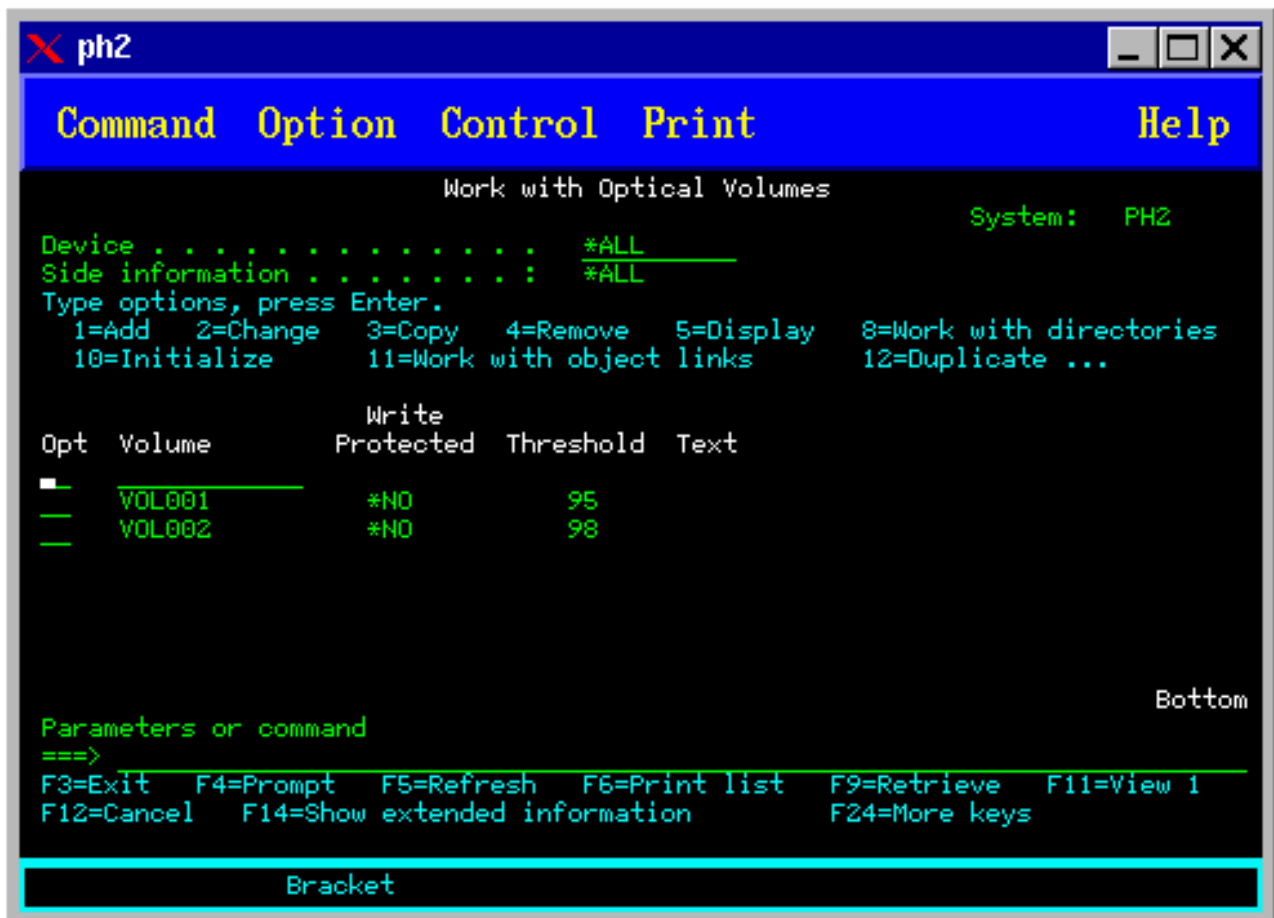 ph2
Command Option Control Print Help
Work with Optical Volumes
System: PH2
Device . . . . . . . . . . . . . . *ALL
Side information . . . . . . . : *ALL
Type options, press Enter.
1=Add 2=Change 3=Copy 4=Remove 5=Display 8=Work with directories
10=Initialize 11=Work with object links 12=Duplicate ...
Write
Opt Volume Protected Threshold Text
VOL001 *NO 95
VOL002 *NO 98
Bottom
Parameters or command
===>
F3=Exit F4=Prompt F5=Refresh F6=Print list F9=Retrieve F11=View 1
F12=Cancel F14=Show extended information F24=More keys
Bracket